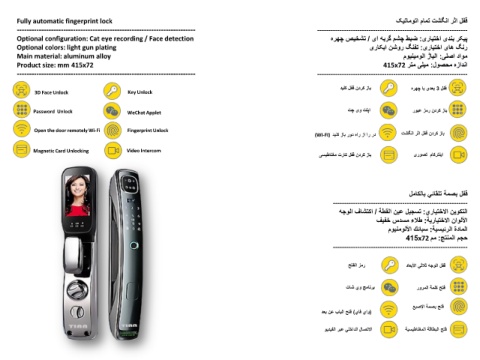 Fully automatic fingerprint lock
Optional configuration: Cat eye recording / Face detection
Optional colors: light gun plating
Main material: aluminum alloy
Product size: mm 415x72
3D Face Unlock
Key Unlock
Password Unlock
WeChat Applet
Open the door remotely Wi-Fi
Fingerprint Unlock
Magnetic Card Unlocking
Video Intercom
قفل اثر انگشت تمام اتوماتیک
پیکر بندی اختیاری: ضبط چشم گربه ای / تشخیص چهره
رنگ های اختیاری: تفنگ روشن ابکاری
مواد اصلی: الیاژ الومینیوم
اندازه محصول: میلی متر 415x72
قفل 3 بعدی با چهره
باز کردن قفل کلید
باز کردن رمز عبور
اپلت وی چت
باز کردن قفل اثر انگشت
در را از راه دور باز کنید (Wi-Fi)
اینترکام تصویری
باز کردن قفل کارت مغناطیسی
قفل بصمة تلقائي بالكامل
التكوين الاختياري: تسجيل عين القطة / اكتشاف الوجه
الألوان الاختيارية: طلاء مسدس خفيف
المادة الرئيسية: سبائك الألومنيوم
حجم المنتج: مم 415x72
قفل الوجه ثلاثي الأبعاد
رمز الفتح
فتح كلمة المرور
برنامج وي شات
فتح بصمة الاصبع
(واي فاي) فتح الباب عن بعد
فتح البطاقة المغناطيسية
الاتصال الداخلي عبر الفيديو